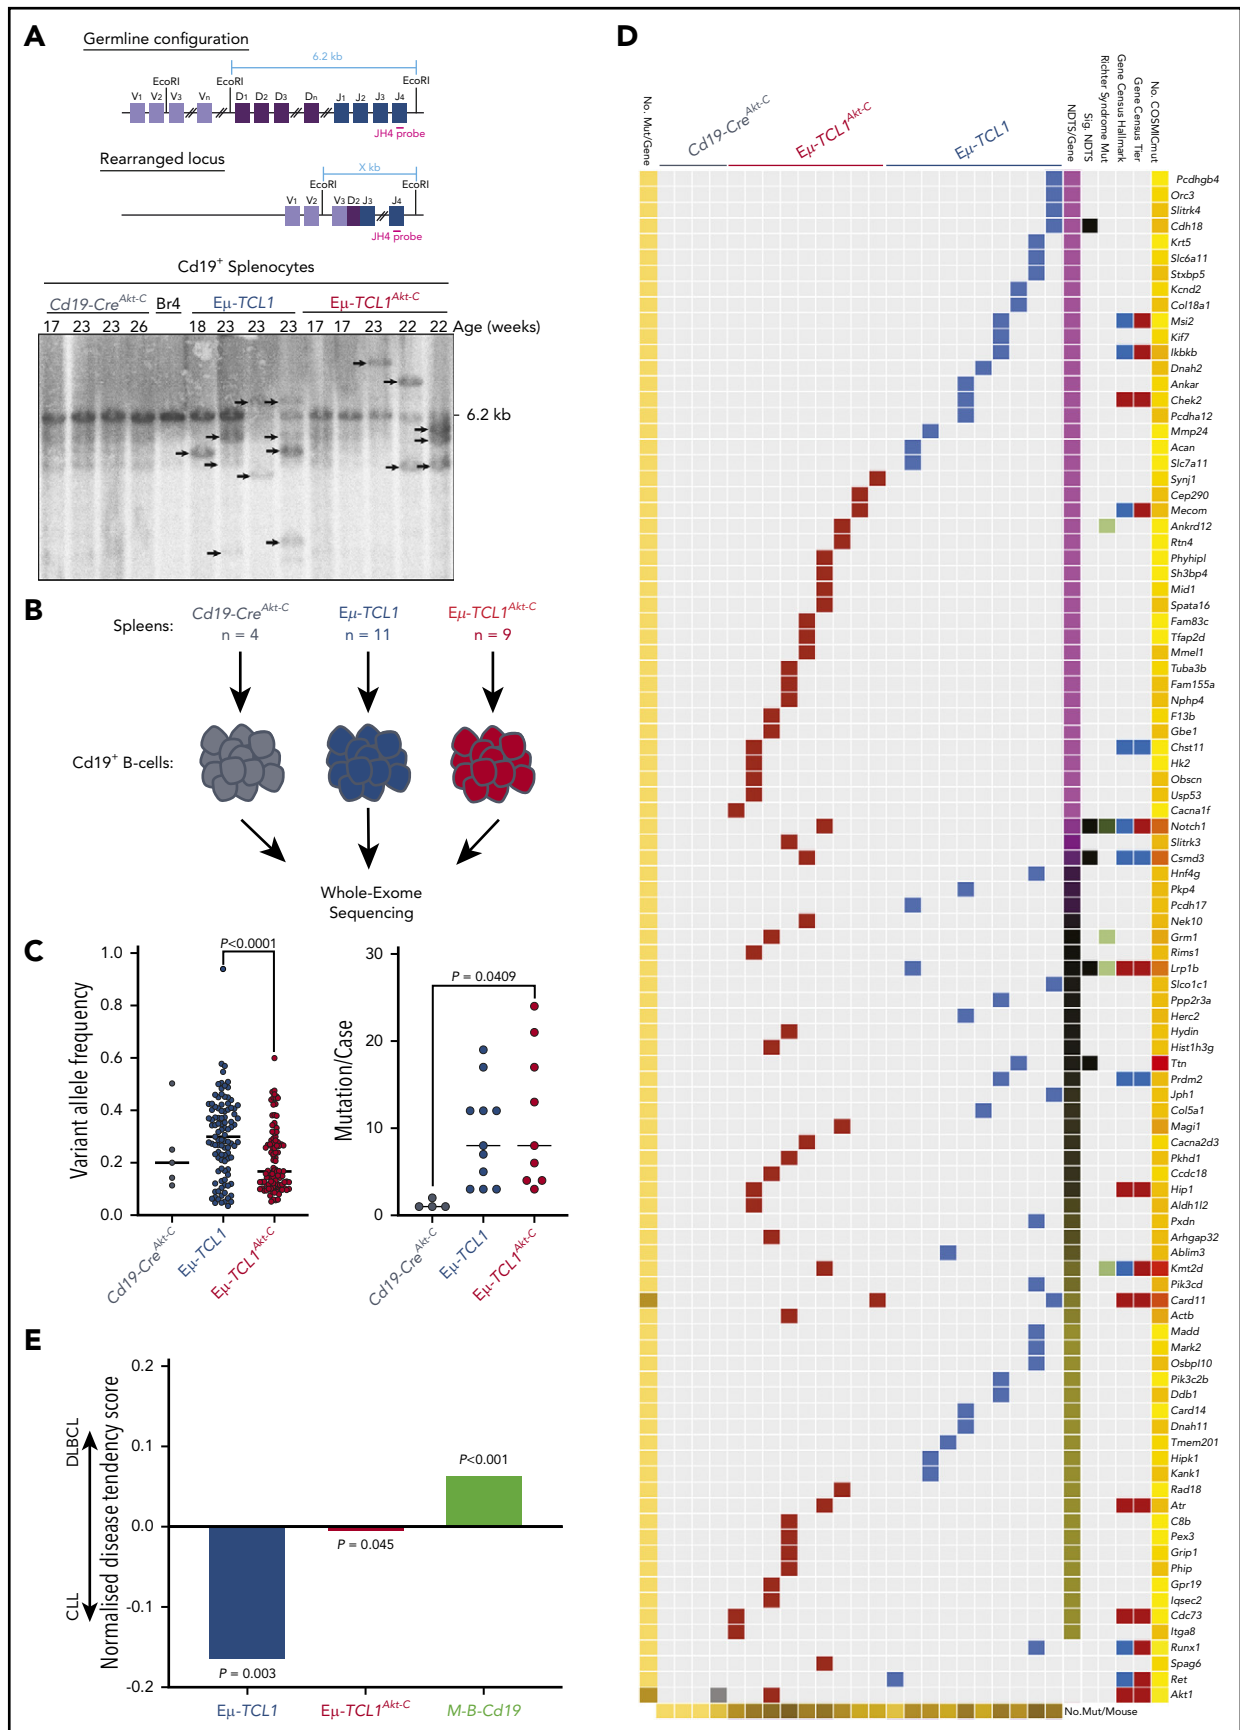 A
Germline configuration
6.2 kb
EcoRI EcoRI EcoRI
V1 V2 V3 Vn D1 D2 D3 Dn J1 J2 J3 J4
JH4 probe
Rearranged locus
X kb
EcoRI EcoRI
V1 V2 V3 D2 J3 J4
JH4 probe
Cd19+ Splenocytes
Cd19-CreAkt-C Br4 Eμ-TCL1 Eμ-TCL1Akt-C
17 23 23 26 18 23 23 23 17 17 23 22 22 Age (weeks)
6.2 kb
B
Spleens:
Cd19-CreAkt-C
n = 4
Eμ-TCL1
n = 11
Eμ-TCL1Akt-C
n = 9
Cd19+ B-cells:
Whole-Exome
Sequencing
C
Variant allele frequency
1.0
0.8
0.6
0.4
0.2
0.0
P<0.0001
Cd19-CreAkt-C
Eμ-TCL1
Eμ-TCL1Akt-C
Mutation/Case
30
20
10
0
P = 0.0409
Cd19-CreAkt-C
Eμ-TCL1
Eμ-TCL1Akt-C
E
DLBCL
CLL
Normalised disease tendency score
0.2
0.1
0.0
-0.1
-0.2
P = 0.003
P = 0.045
P<0.001
Eμ-TCL1
Eμ-TCL1Akt-C
M-B-Cd19
D
No. Mut/Gene
Cd19-CreAkt-C
Eμ-TCL1Akt-C
Eμ-TCL1
NDTS/Gene
Sig. NDTS
Richter Syndrome Mut
Gene Census Hallmark
Gene Census Tier
No. COSMICmut
Pcdhgb4
Orc3
Slitrk4
Cdh18
Krt5
Slc6a11
Stxbp5
Kcnd2
Col18a1
Msi2
Kif7
Ikbkb
Dnah2
Ankar
Chek2
Pcdha12
Mmp24
Acan
Slc7a11
Synj1
Cep290
Mecom
Ankrd12
Rtn4
Phyhipl
Sh3bp4
Mid1
Spata16
Fam83c
Tfap2d
Mmel1
Tuba3b
Fam155a
Nphp4
F13b
Gbe1
Chst11
Hk2
Obscn
Usp53
Cacna1f
Notch1
Slitrk3
Csmd3
Hnf4g
Pkp4
Pcdh17
Nek10
Grm1
Rims1
Lrp1b
Slco1c1
Ppp2r3a
Herc2
Hydin
Hist1h3g
Ttn
Prdm2
Jph1
Col5a1
Magi1
Cacna2d3
Pkhd1
Ccdc18
Hip1
Aldh1l2
Pxdn
Arhgap32
Ablim3
Kmt2d
Pik3cd
Card11
Actb
Madd
Mark2
Osbpl10
Pik3c2b
Ddb1
Card14
Dnah11
Tmem201
Hipk1
Kank1
Rad18
Atr
C8b
Pex3
Grip1
Phip
Gpr19
Iqsec2
Cdc73
Itga8
Runx1
Spag6
Ret
Akt1
No.Mut/Mouse